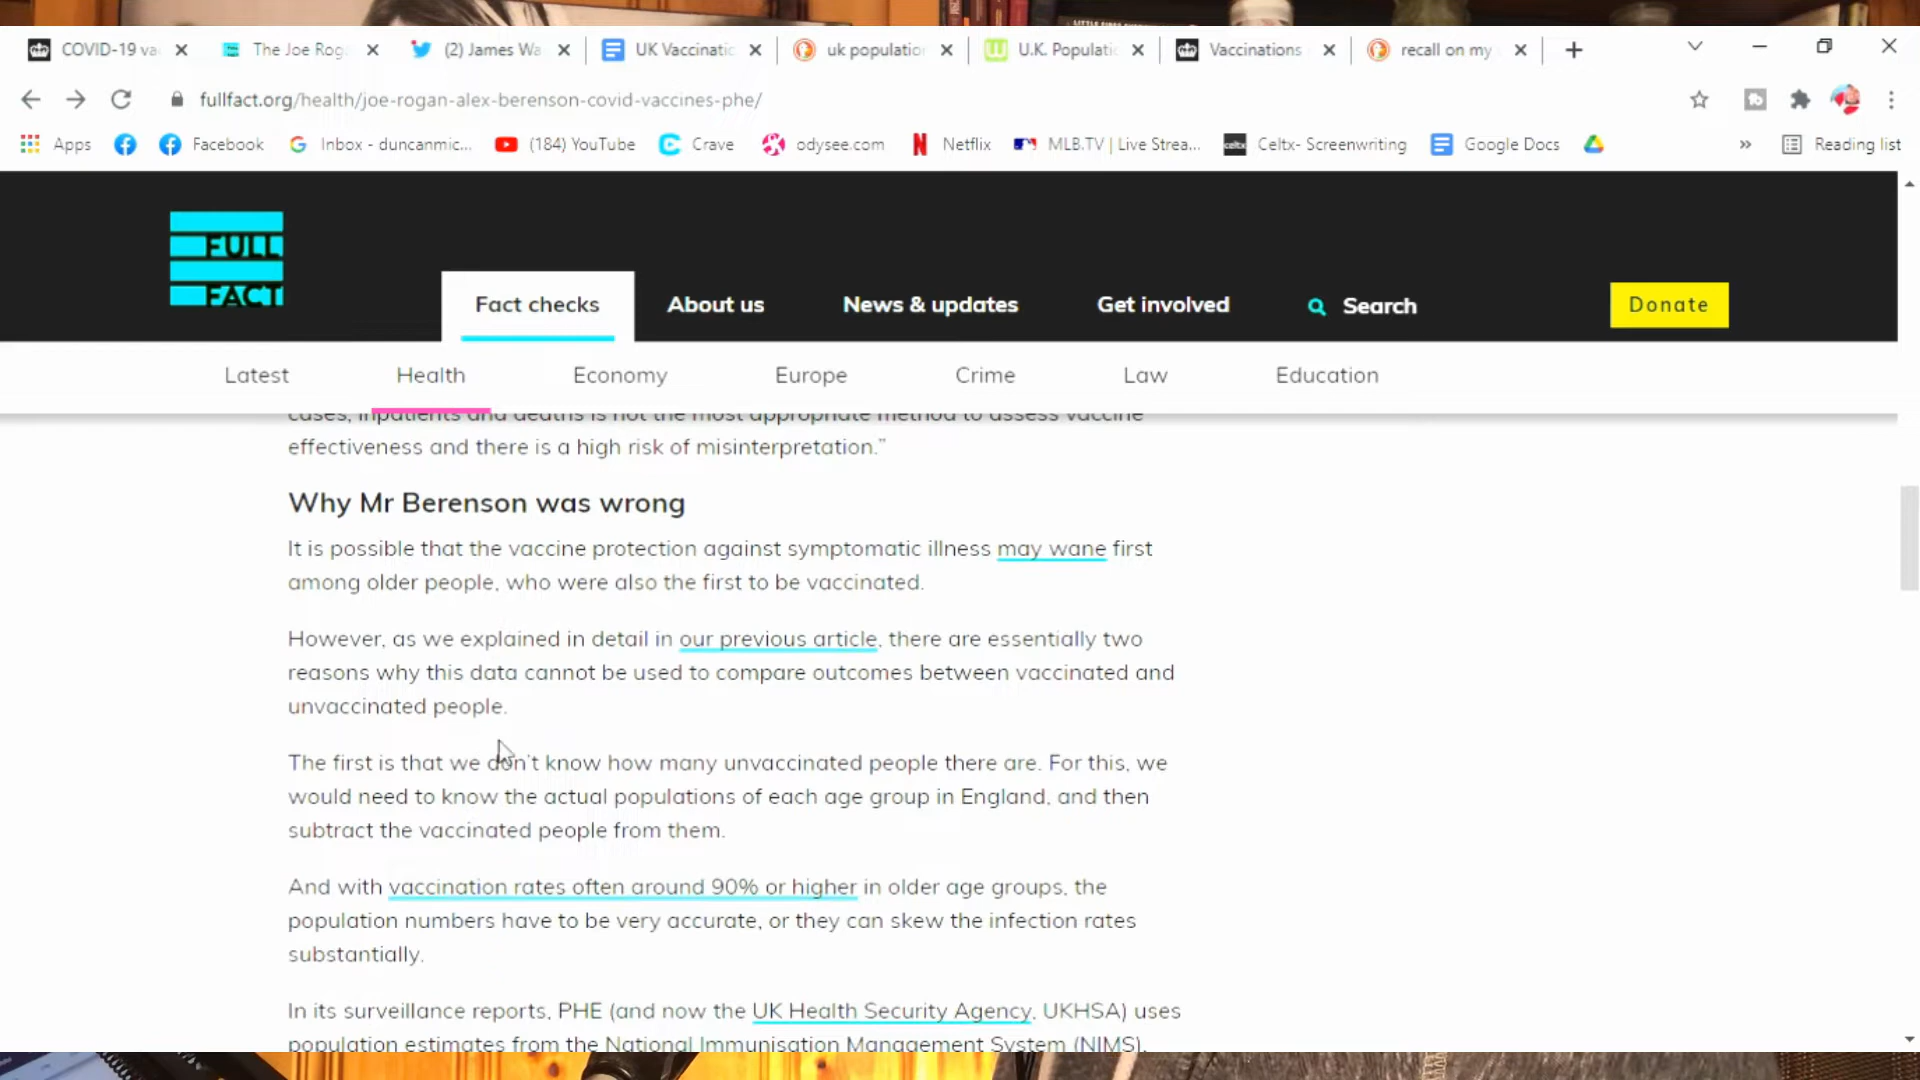 LITTLE
COVID-19 va
The Joe Rog
(2) James Wa
UK Vaccinatio
uk populatio
U.K. Populati
Vaccinations
recall on my
fullfact.org/health/joe-rogan-alex-berenson-covid-vaccines-phe/
Apps
Facebook
Inbox - duncanmic...
(184) YouTube
Crave
odysee.com
Netflix
MLB.TV | Live Strea...
celtx
Celtx- Screenwriting
Google Docs
»
Reading list
FULL
FACT
Fact checks
About us
News & updates
Get involved
Search
Donate
Latest
Health
Economy
Europe
Crime
Law
Education
cases, inpatients and deaths is not the most appropriate method to assess vaccine
effectiveness and there is a high risk of misinterpretation.”
Why Mr Berenson was wrong
It is possible that the vaccine protection against symptomatic illness may wane first
among older people, who were also the first to be vaccinated.
However, as we explained in detail in our previous article, there are essentially two
reasons why this data cannot be used to compare outcomes between vaccinated and
unvaccinated people.
The first is that we don’t know how many unvaccinated people there are. For this, we
would need to know the actual populations of each age group in England, and then
subtract the vaccinated people from them.
And with vaccination rates often around 90% or higher in older age groups, the
population numbers have to be very accurate, or they can skew the infection rates
substantially.
In its surveillance reports, PHE (and now the UK Health Security Agency, UKHSA) uses
population estimates from the National Immunisation Management System (NIMS).